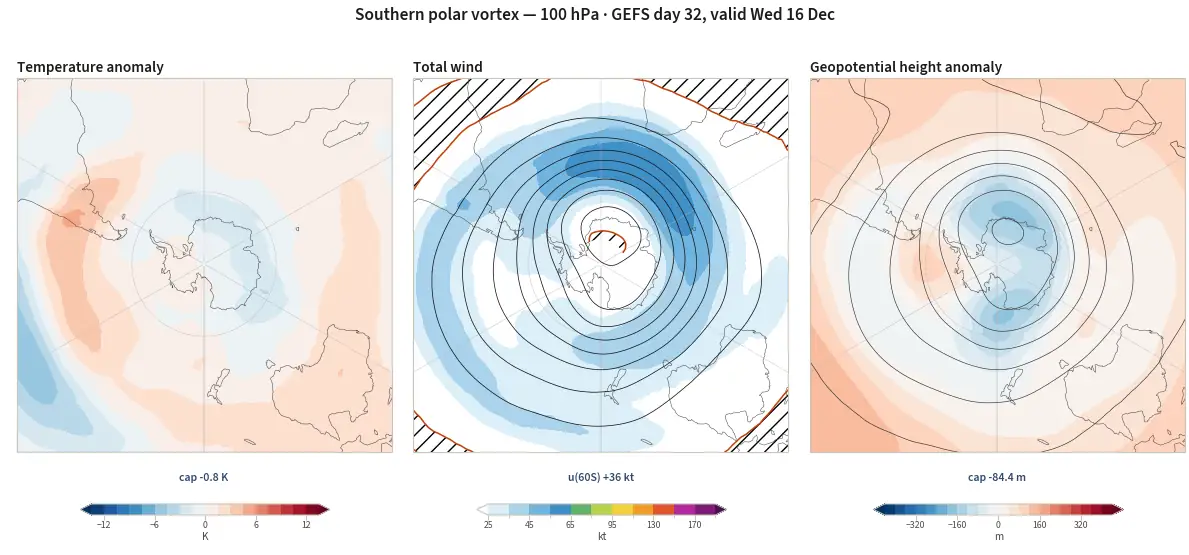 Southern polar vortex — 100 hPa · GEFS day 32, valid Wed 16 Dec
Temperature anomaly
Total wind
Geopotential height anomaly
cap -0.8 K
u(60S) +36 kt
cap -84.4 m
−12 −6 0 6 12
K
25 45 65 95 130 170
kt
−320 −160 0 160 320
m